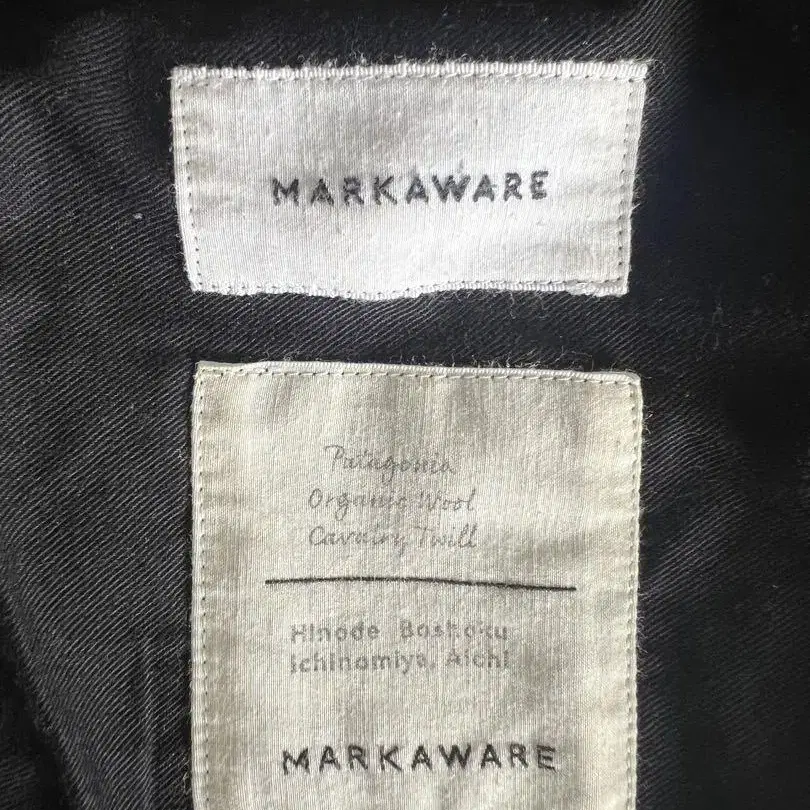 MARKAWARE
Patagonia
Organic Wool
Cavalry Twill
Hinode Boshoku
Ichinomiya, Aichi
MARKAWARE